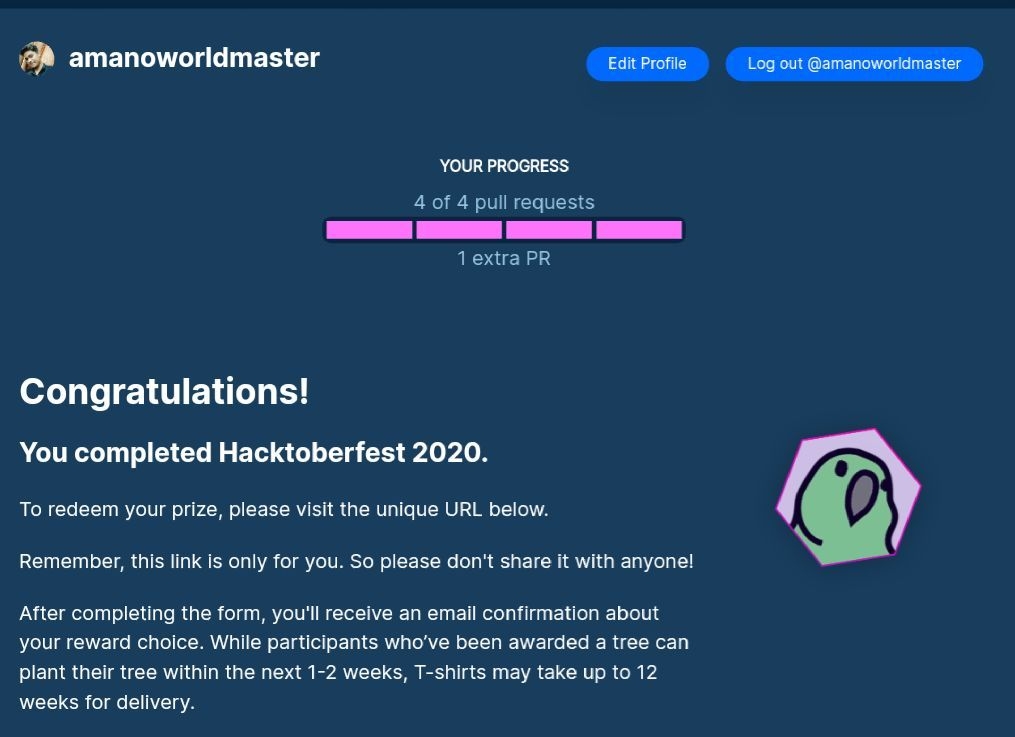 amanoworldmaster
Edit Profile
Log out @amanoworldmaster
YOUR PROGRESS
4 of 4 pull requests
1 extra PR
Congratulations!
You completed Hacktoberfest 2020.
To redeem your prize, please visit the unique URL below.
Remember, this link is only for you. So please don't share it with anyone!
After completing the form, you'll receive an email confirmation about
your reward choice. While participants who’ve been awarded a tree can
plant their tree within the next 1-2 weeks, T-shirts may take up to 12
weeks for delivery.